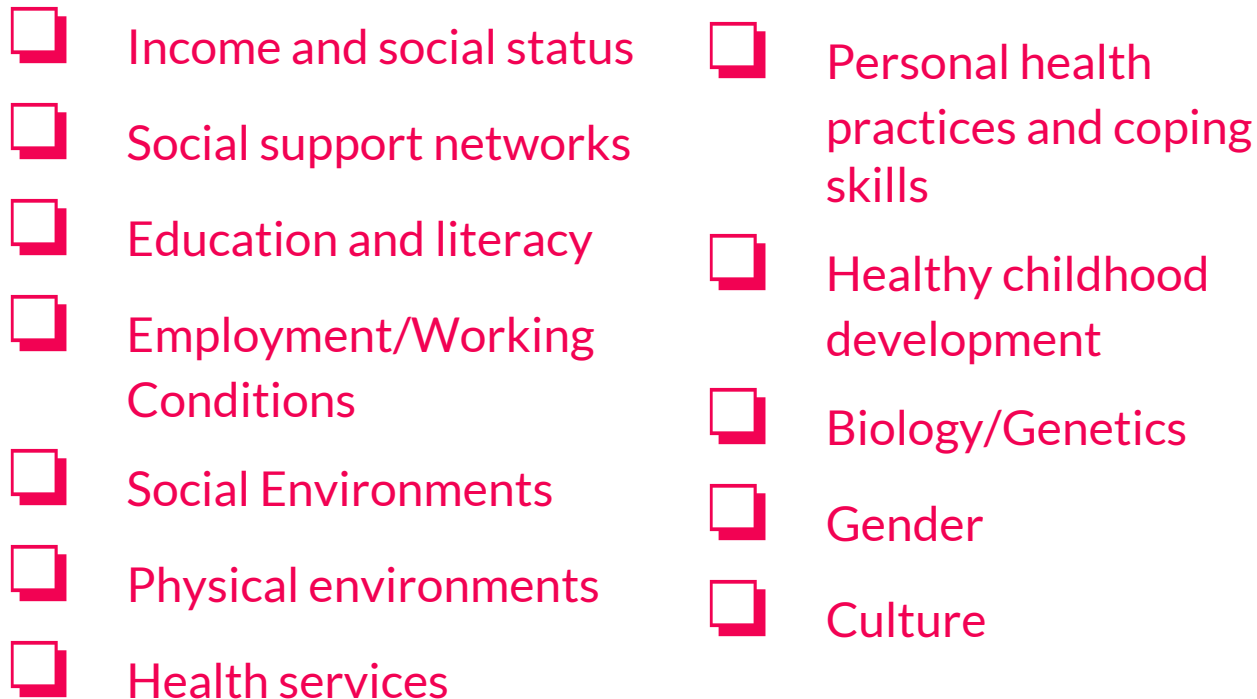 Income and social status
Social support networks
Education and literacy
Employment/Working
Conditions
Social Environments
Physical environments
Health services
Personal health
practices and coping
skills
Healthy childhood
development
Biology/Genetics
Gender
Culture